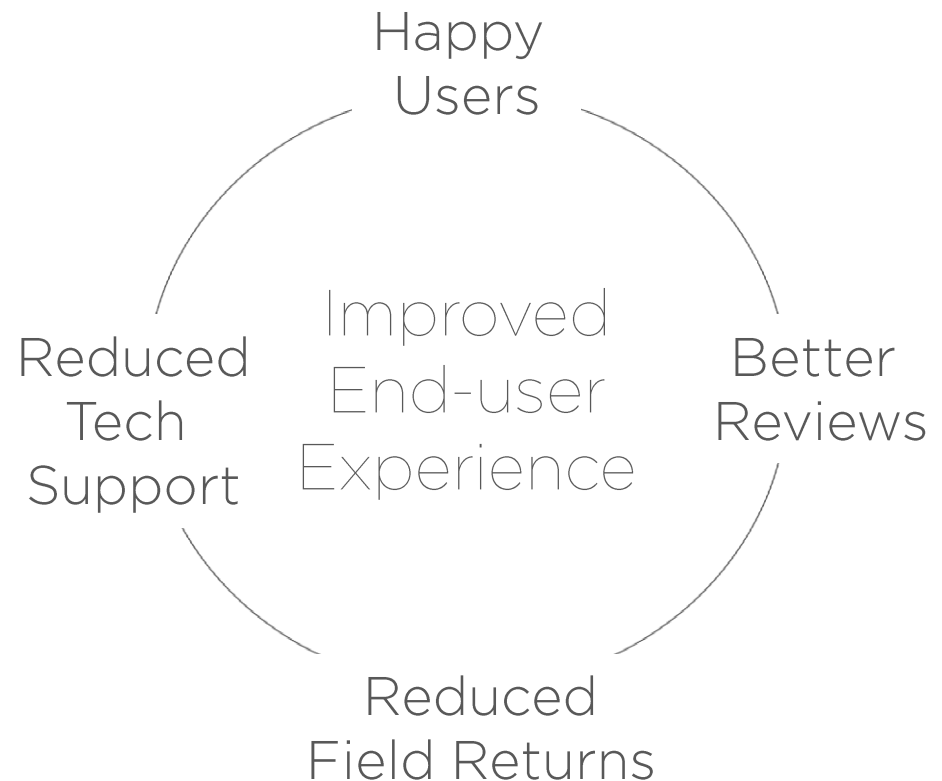 Happy
Users
Improved
End-user
Experience
Reduced
Tech
Support
Better
Reviews
Reduced
Field Returns